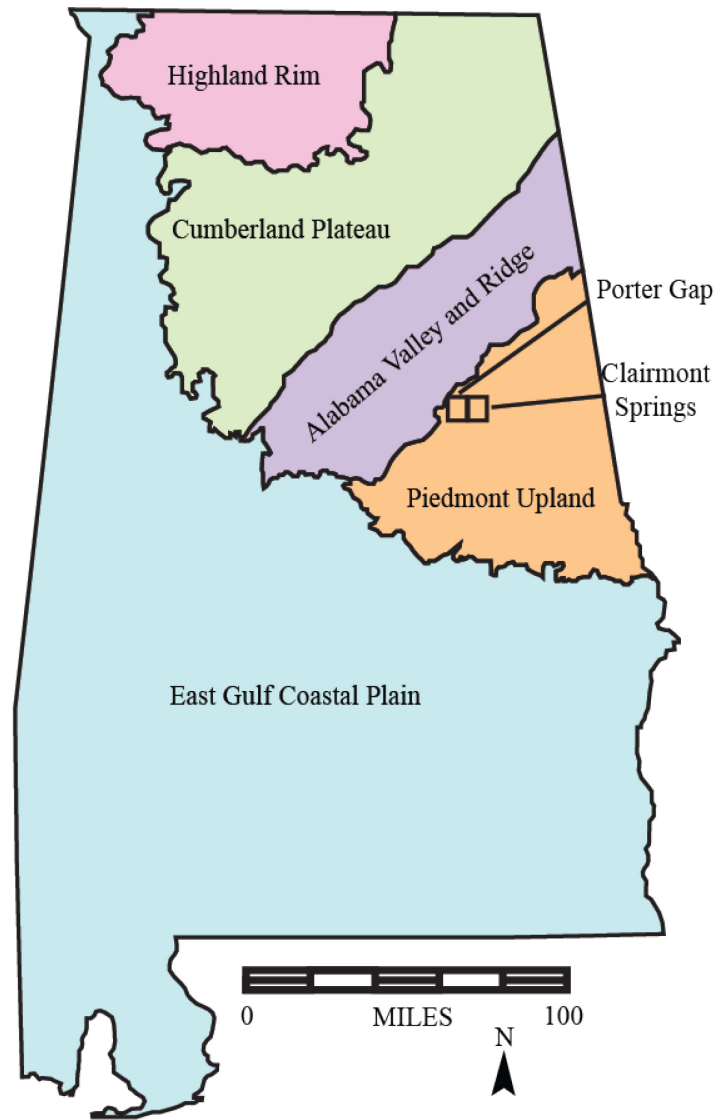 Highland Rim
Cumberland Plateau
Alabama Valley and Ridge
Porter Gap
Clairmont
Springs
Piedmont Upland
East Gulf Coastal Plain
0 MILES 100
N